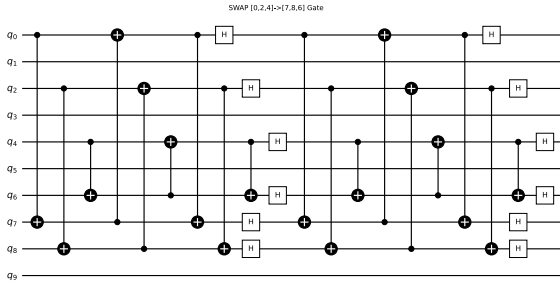 SWAP [0,2,4]->[7,8,6] Gate
q0 H H
q1
q2 H H
q3
q4 H H
q5
q6 H H
q7 H H
q8 H H
q9